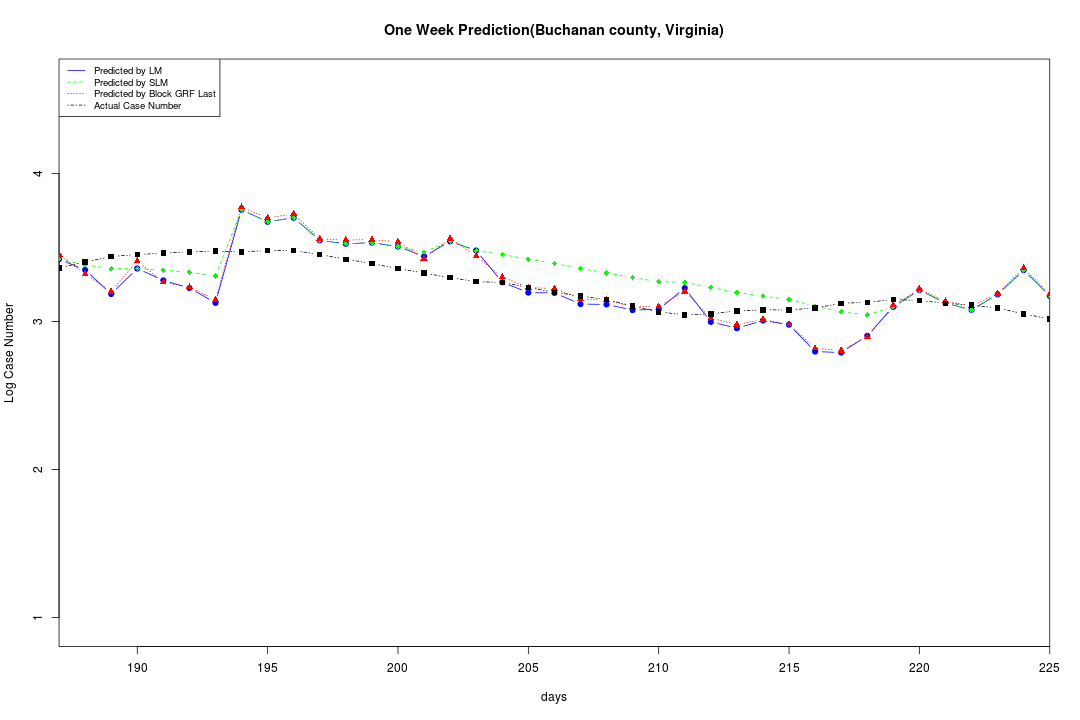 One Week Prediction(Buchanan county, Virginia)
Predicted by LM
Predicted by SLM
Predicted by Block GRF Last
Actual Case Number
4
3
2
1
Log Case Number
190 195 200 205 210 215 220 225
days